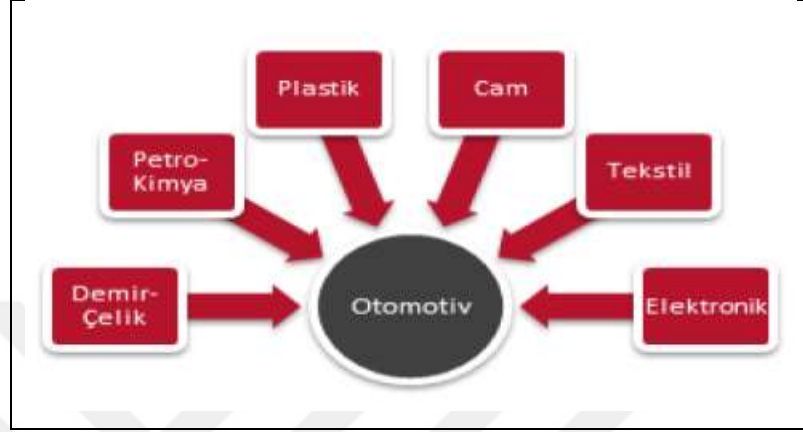 Plastik
Cam
Petro-
Kimya
Tekstil
Demir-
Çelik
Otomotiv
Elektronik